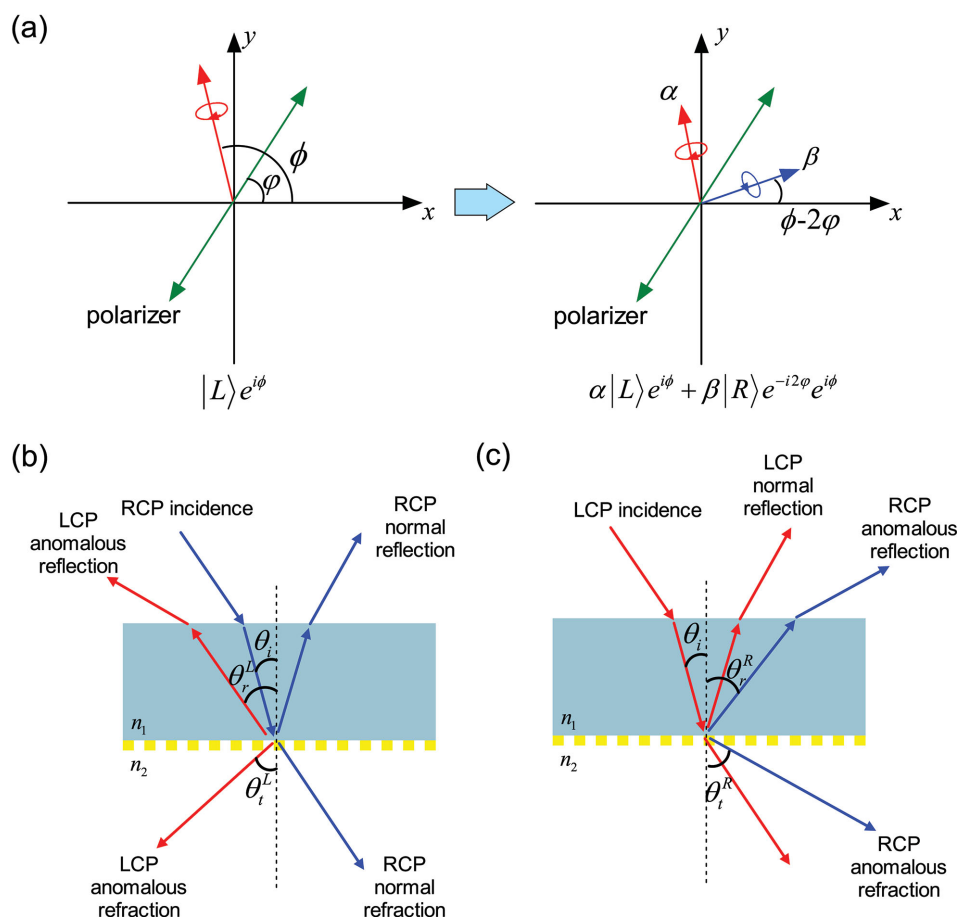 (a)
y
ϕ
φ
x
polarizer
|L⟩e^{iϕ}
y
α
β
x
ϕ-2φ
polarizer
α|L⟩e^{iϕ} + β|R⟩e^{-i2φ}e^{iϕ}
(b)
RCP incidence
LCP
anomalous
reflection
RCP
normal
reflection
θ_i
θ_r^L
n_1
n_2
θ_t^L
LCP
anomalous
refraction
RCP
normal
refraction
(c)
LCP incidence
LCP
normal
reflection
RCP
anomalous
reflection
θ_i
θ_r^R
n_1
n_2
θ_t^R
RCP
anomalous
refraction